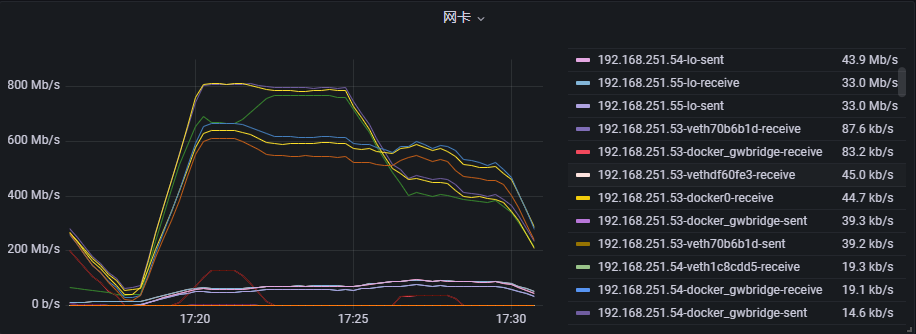 网卡
800 Mb/s
600 Mb/s
400 Mb/s
200 Mb/s
0 b/s
17:20
17:25
17:30
192.168.251.54-lo-sent 43.9 Mb/s
192.168.251.55-lo-receive 33.0 Mb/s
192.168.251.55-lo-sent 33.0 Mb/s
192.168.251.53-veth70b6b1d-receive 87.6 kb/s
192.168.251.53-docker_gwbridge-receive 83.2 kb/s
192.168.251.53-vethdf60fe3-receive 45.0 kb/s
192.168.251.53-docker0-receive 44.7 kb/s
192.168.251.53-docker_gwbridge-sent 39.3 kb/s
192.168.251.53-veth70b6b1d-sent 39.2 kb/s
192.168.251.54-veth1c8cdd5-receive 19.3 kb/s
192.168.251.54-docker_gwbridge-receive 19.1 kb/s
192.168.251.54-docker_gwbridge-sent 14.6 kb/s